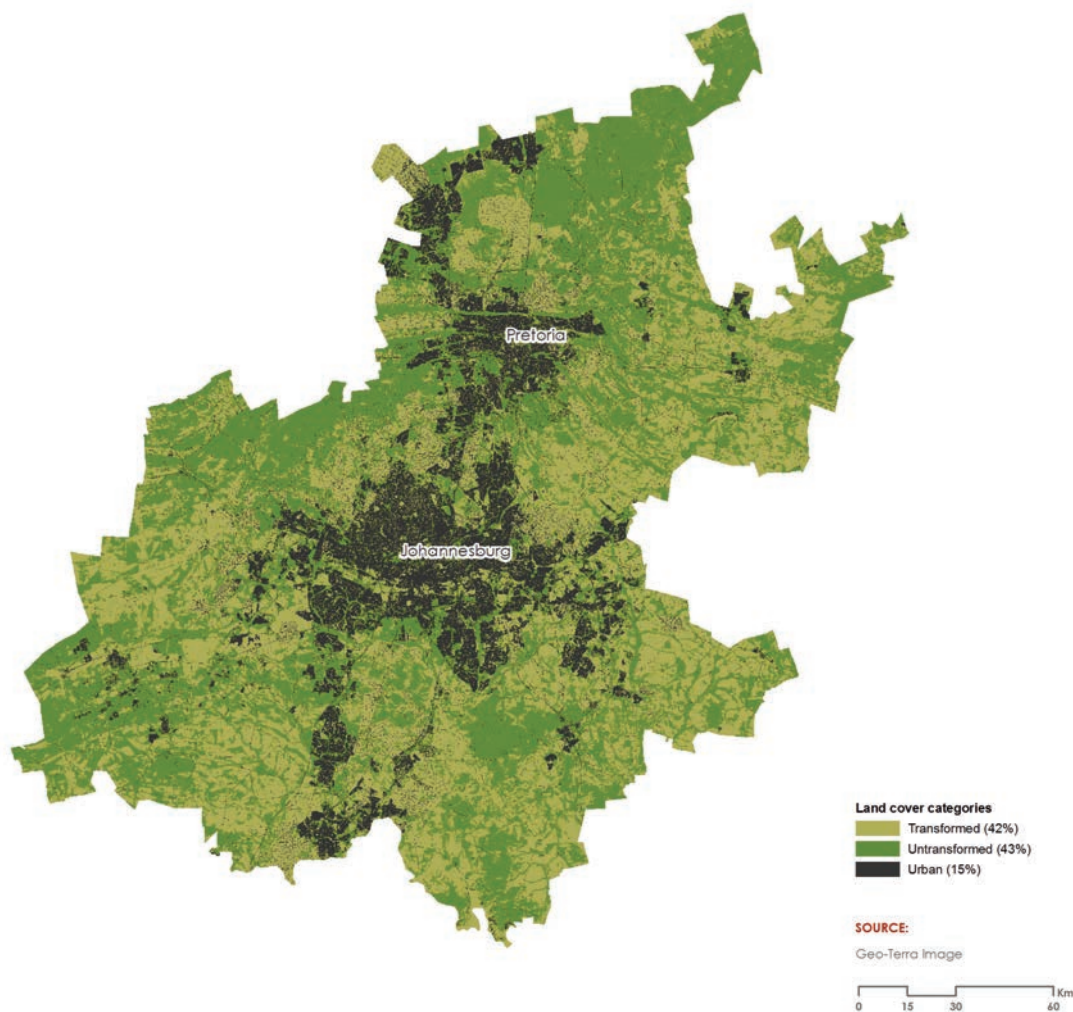 Pretoria
Johannesburg
Land cover categories
Transformed (42%)
Untransformed (43%)
Urban (15%)
SOURCE:
Geo-Terra Image
Km
0 15 30 60